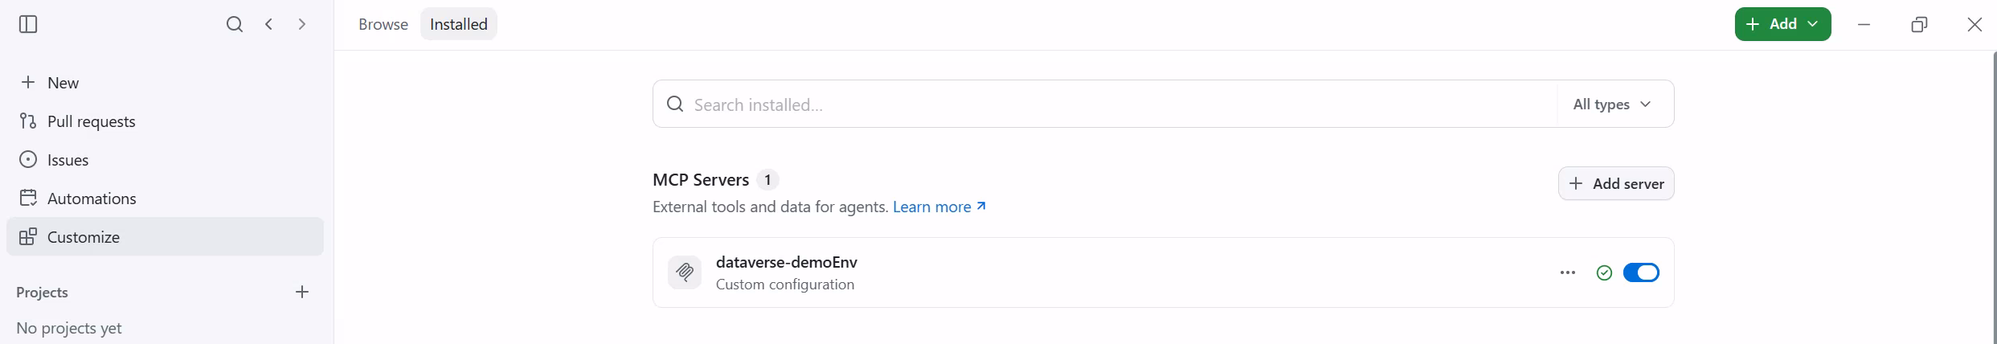 Browse
Installed
Add
New
Pull requests
Issues
Automations
Customize
Projects
No projects yet
Search installed...
All types
MCP Servers 1
External tools and data for agents. Learn more
Add server
dataverse-demoEnv
Custom configuration